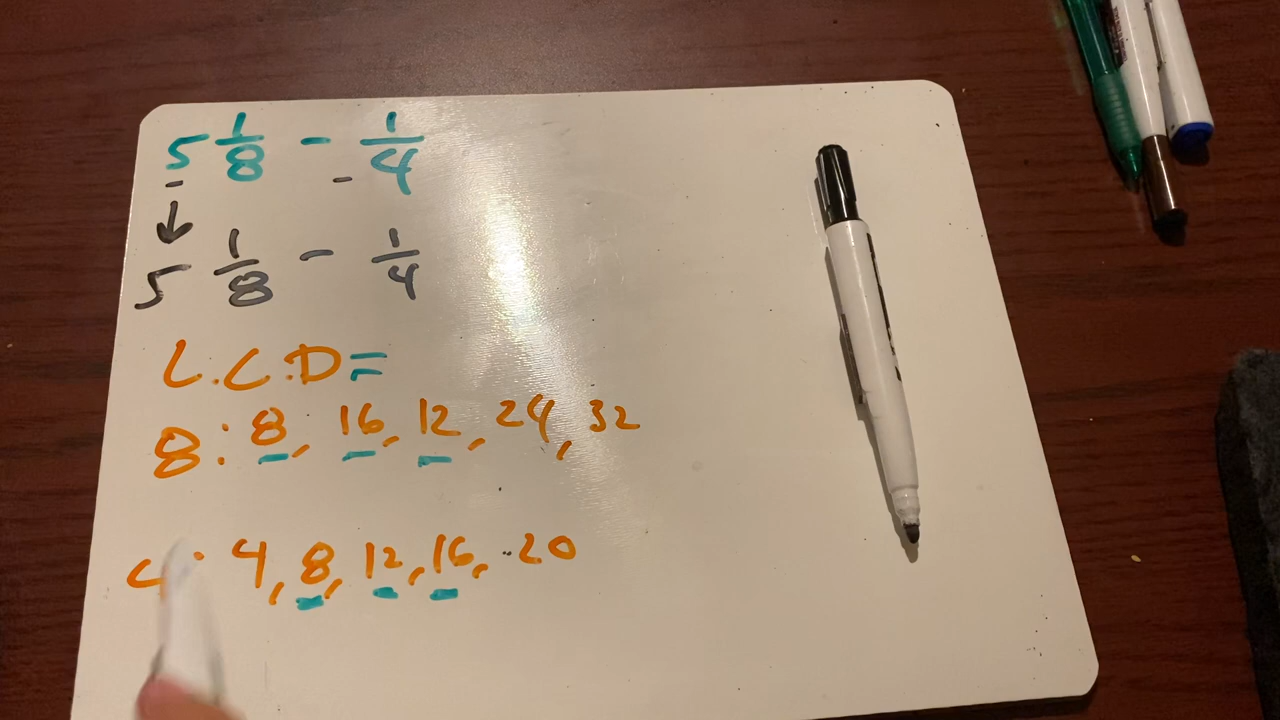 5 1/8 - 1/4
5 1/8 - 1/4
L.C.D=
8: 8, 16, 12, 24, 32
: 4, 8, 12, 16, 20